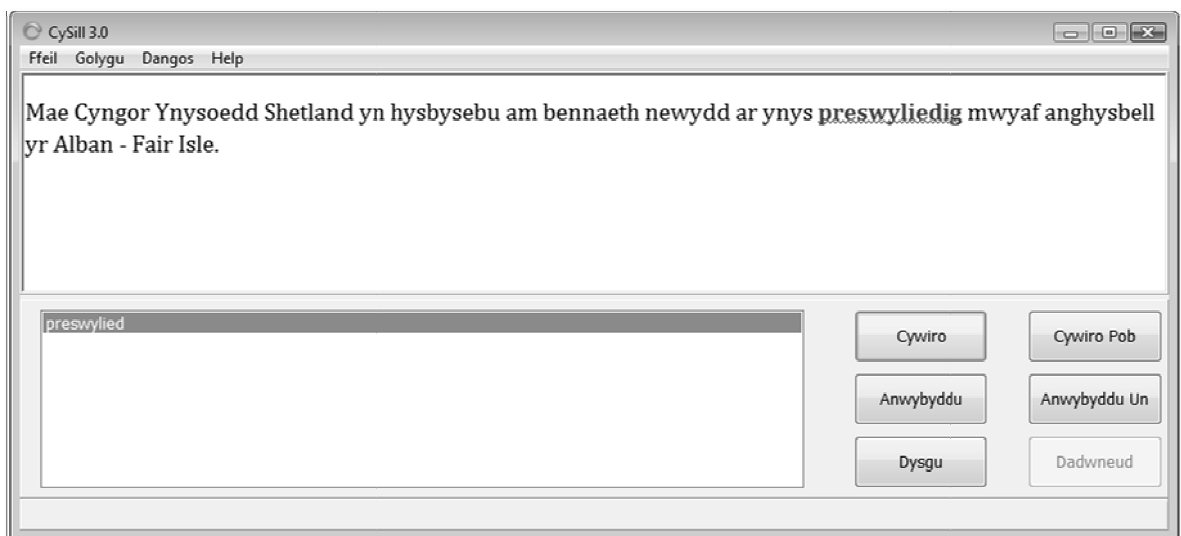 CySill 3.0
Ffeil Golygu Dangos Help
Mae Cyngor Ynysoedd Shetland yn hysbysebu am bennaeth newydd ar ynys preswyliedig mwyaf anghysbell
yr Alban - Fair Isle.
preswylied
Cywiro Cywiro Pob
Anwybyddu Anwybyddu Un
Dysgu Dadwneud